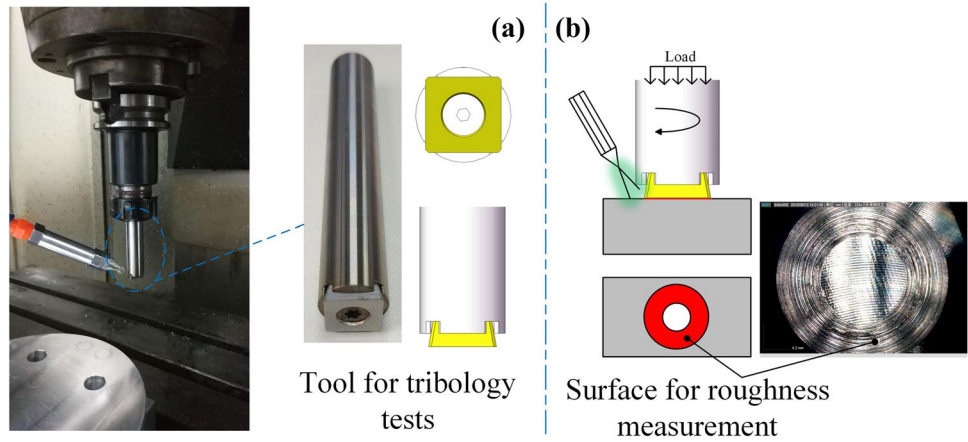 (a)
Tool for tribology
tests
(b)
Load
Surface for roughness
measurement